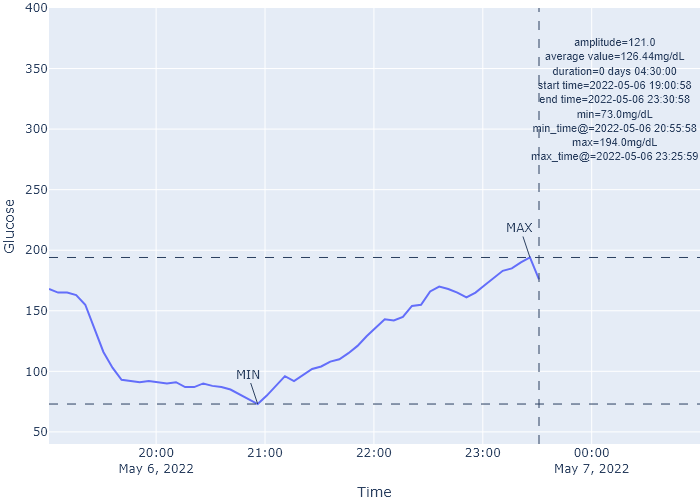 400
350
300
250
200
150
100
50
Glucose
amplitude=121.0
average value=126.44mg/dL
duration=0 days 04:30:00
start time=2022-05-06 19:00:58
end time=2022-05-06 23:30:58
min=73.0mg/dL
min_time@=2022-05-06 20:55:58
max=194.0mg/dL
max_time@=2022-05-06 23:25:59
MAX
MIN
20:00
21:00
22:00
23:00
00:00
May 6, 2022
May 7, 2022
Time